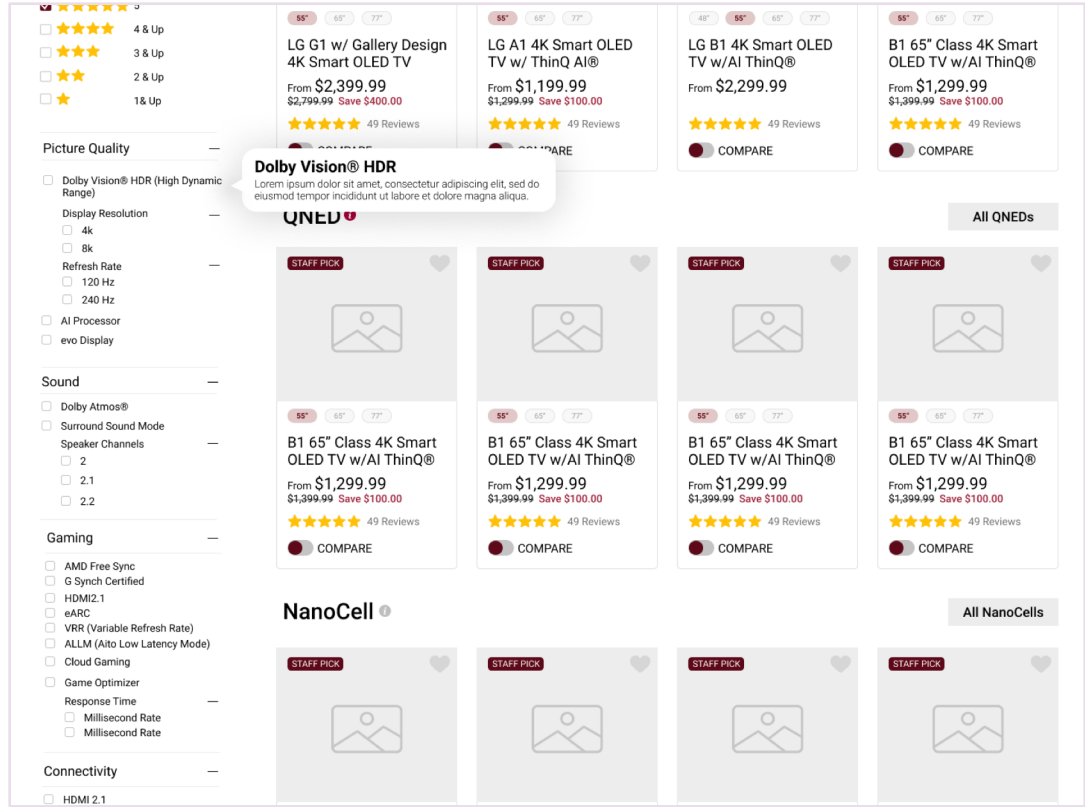 5
4 & Up
3 & Up
2 & Up
1& Up
Picture Quality
Dolby Vision® HDR (High Dynamic
Range)
Display Resolution
4k
8k
Refresh Rate
120 Hz
240 Hz
AI Processor
evo Display
Sound
Dolby Atmos®
Surround Sound Mode
Speaker Channels
2
2.1
2.2
Gaming
AMD Free Sync
G Synch Certified
HDMI2.1
eARC
VRR (Variable Refresh Rate)
ALLM (Aito Low Latency Mode)
Cloud Gaming
Game Optimizer
Response Time
Millisecond Rate
Millisecond Rate
Connectivity
HDMI 2.1
55" 65" 77"
LG G1 w/ Gallery Design
4K Smart OLED TV
From $2,399.99
$2,799.99 Save $400.00
49 Reviews
COMPARE
55" 65" 77"
LG A1 4K Smart OLED
TV w/ ThinQ AI®
From $1,199.99
$1,299.99 Save $100.00
49 Reviews
COMPARE
48" 55" 65" 77"
LG B1 4K Smart OLED
TV w/AI ThinQ®
From $2,299.99
49 Reviews
COMPARE
55" 65" 77"
B1 65” Class 4K Smart
OLED TV w/AI ThinQ®
From $1,299.99
$1,399.99 Save $100.00
49 Reviews
COMPARE
Dolby Vision® HDR
Lorem ipsum dolor sit amet, consectetur adipiscing elit, sed do
eiusmod tempor incididunt ut labore et dolore magna aliqua.
QNED i
All QNEDs
STAFF PICK
55" 65" 77"
B1 65” Class 4K Smart
OLED TV w/AI ThinQ®
From $1,299.99
$1,399.99 Save $100.00
49 Reviews
COMPARE
STAFF PICK
55" 65" 77"
B1 65” Class 4K Smart
OLED TV w/AI ThinQ®
From $1,299.99
$1,399.99 Save $100.00
49 Reviews
COMPARE
STAFF PICK
55" 65" 77"
B1 65” Class 4K Smart
OLED TV w/AI ThinQ®
From $1,299.99
$1,399.99 Save $100.00
49 Reviews
COMPARE
STAFF PICK
55" 65" 77"
B1 65” Class 4K Smart
OLED TV w/AI ThinQ®
From $1,299.99
$1,399.99 Save $100.00
49 Reviews
COMPARE
NanoCell i
All NanoCells
STAFF PICK
STAFF PICK
STAFF PICK
STAFF PICK